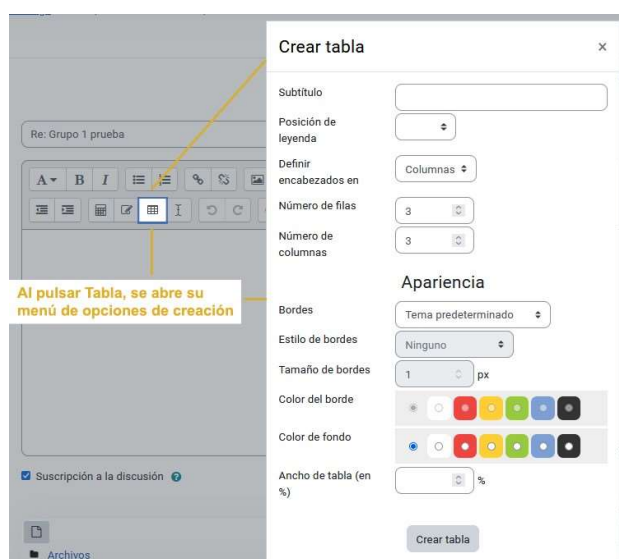 Crear tabla
×
Subtítulo
Posición de
leyenda
Re: Grupo 1 prueba
Definir
encabezados en
Columnas
A B I
Número de filas
3
Número de
columnas
3
Al pulsar Tabla, se abre su
menú de opciones de creación
Apariencia
Bordes
Tema predeterminado
Estilo de bordes
Ninguno
Tamaño de bordes
1
px
Color del borde
Color de fondo
Suscripción a la discusión
Ancho de tabla (en
%)
%
Crear tabla
Archivos